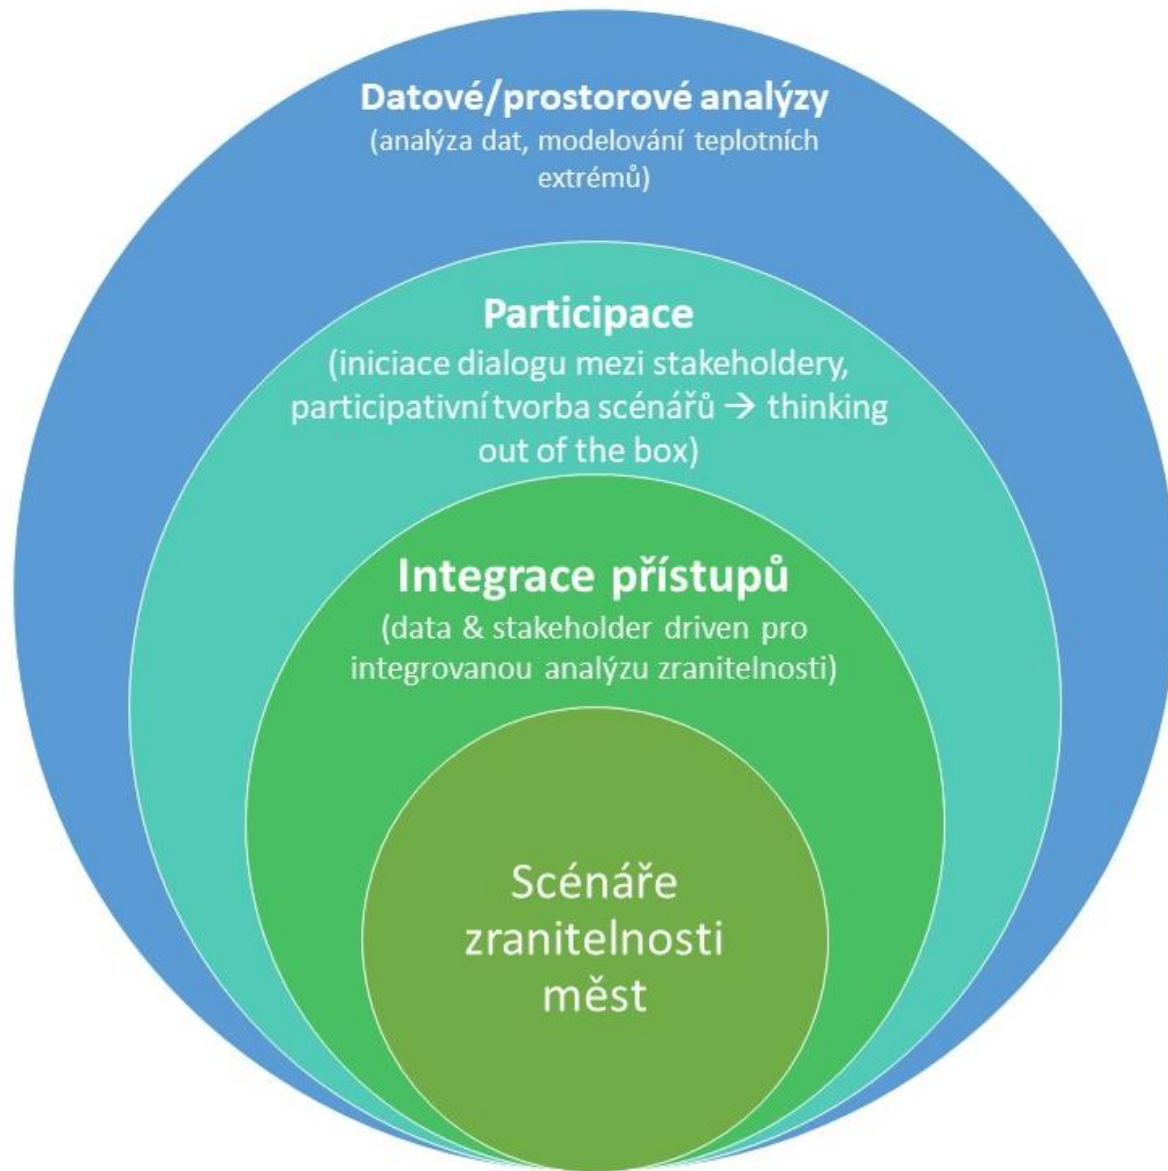 Datové/prostorové analýzy
(analýza dat, modelování teplotních
extrémů)
Participace
(iniciace dialogu mezi stakeholdery,
participativní tvorba scénářů → thinking
out of the box)
Integrace přístupů
(data & stakeholder driven pro
integrovanou analýzu zranitelnosti)
Scénáře
zranitelnosti
měst